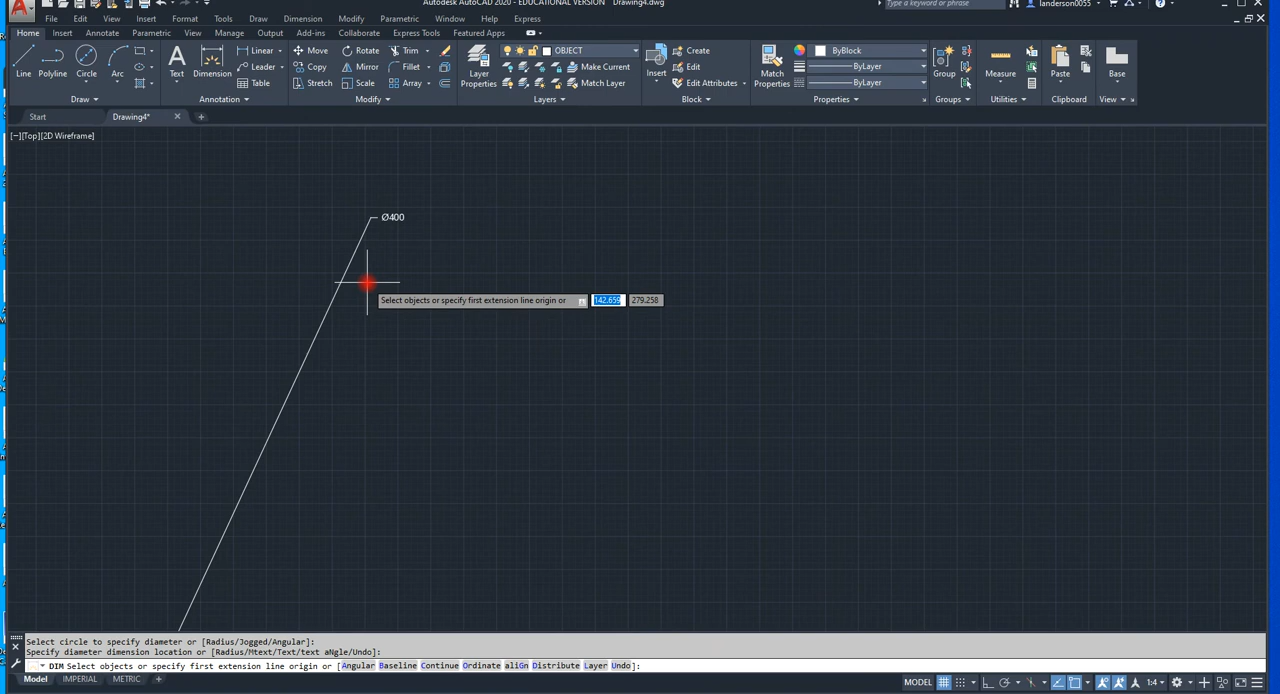 Autodesk AutoCAD 2020 - EDUCATIONAL VERSION Drawing4.dwg
Type a keyword or phrase
landerson0055
File Edit View Insert Format Tools Draw Dimension Modify Parametric Window Help Express
Home Insert Annotate Parametric View Manage Output Add-ins Collaborate Express Tools Featured Apps
Line Polyline Circle Arc
Draw
Text Dimension
Linear
Leader
Table
Annotation
Move Rotate Trim
Copy Mirror Fillet
Stretch Scale Array
Modify
Layer Properties
OBJECT
Make Current
Match Layer
Layers
Insert
Create
Edit
Edit Attributes
Block
Match Properties
ByBlock
ByLayer
ByLayer
Properties
Group
Groups
Measure
Utilities
Paste
Clipboard
Base
View
Start Drawing4*
[−][Top][2D Wireframe]
Ø400
Select objects or specify first extension line origin or 142.659 279.258
Select circle to specify diameter or [Radius/Jogged/Angular]:
Specify diameter dimension location or [Radius/Mtext/Text/text aNgle/Undo]:
DIM Select objects or specify first extension line origin or [Angular Baseline Continue Ordinate aliGn Distribute Layer Undo]:
Model IMPERIAL METRIC
MODEL 1:4